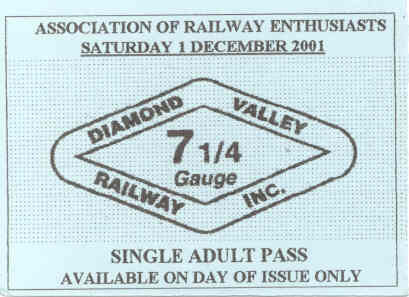 ASSOCIATION OF RAILWAY ENTHUSIASTS
SATURDAY 1 DECEMBER 2001
DIAMOND VALLEY
7 1/4
Gauge
RAILWAY INC.
SINGLE ADULT PASS
AVAILABLE ON DAY OF ISSUE ONLY